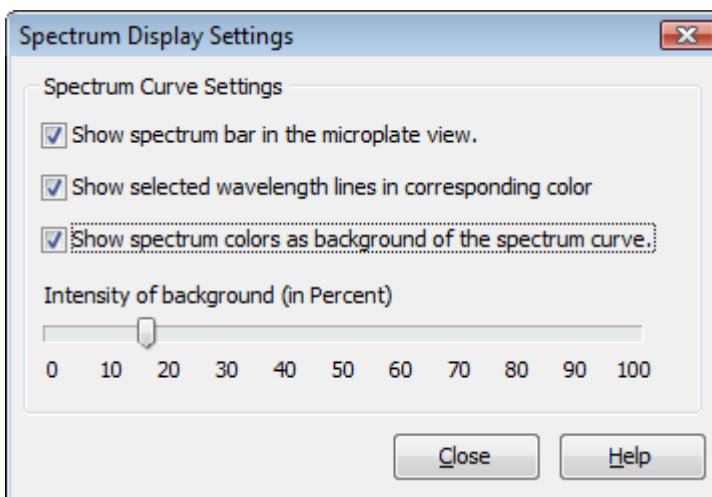 Spectrum Display Settings
Spectrum Curve Settings
Show spectrum bar in the microplate view.
Show selected wavelength lines in corresponding color
Show spectrum colors as background of the spectrum curve.
Intensity of background (in Percent)
0 10 20 30 40 50 60 70 80 90 100
Close Help